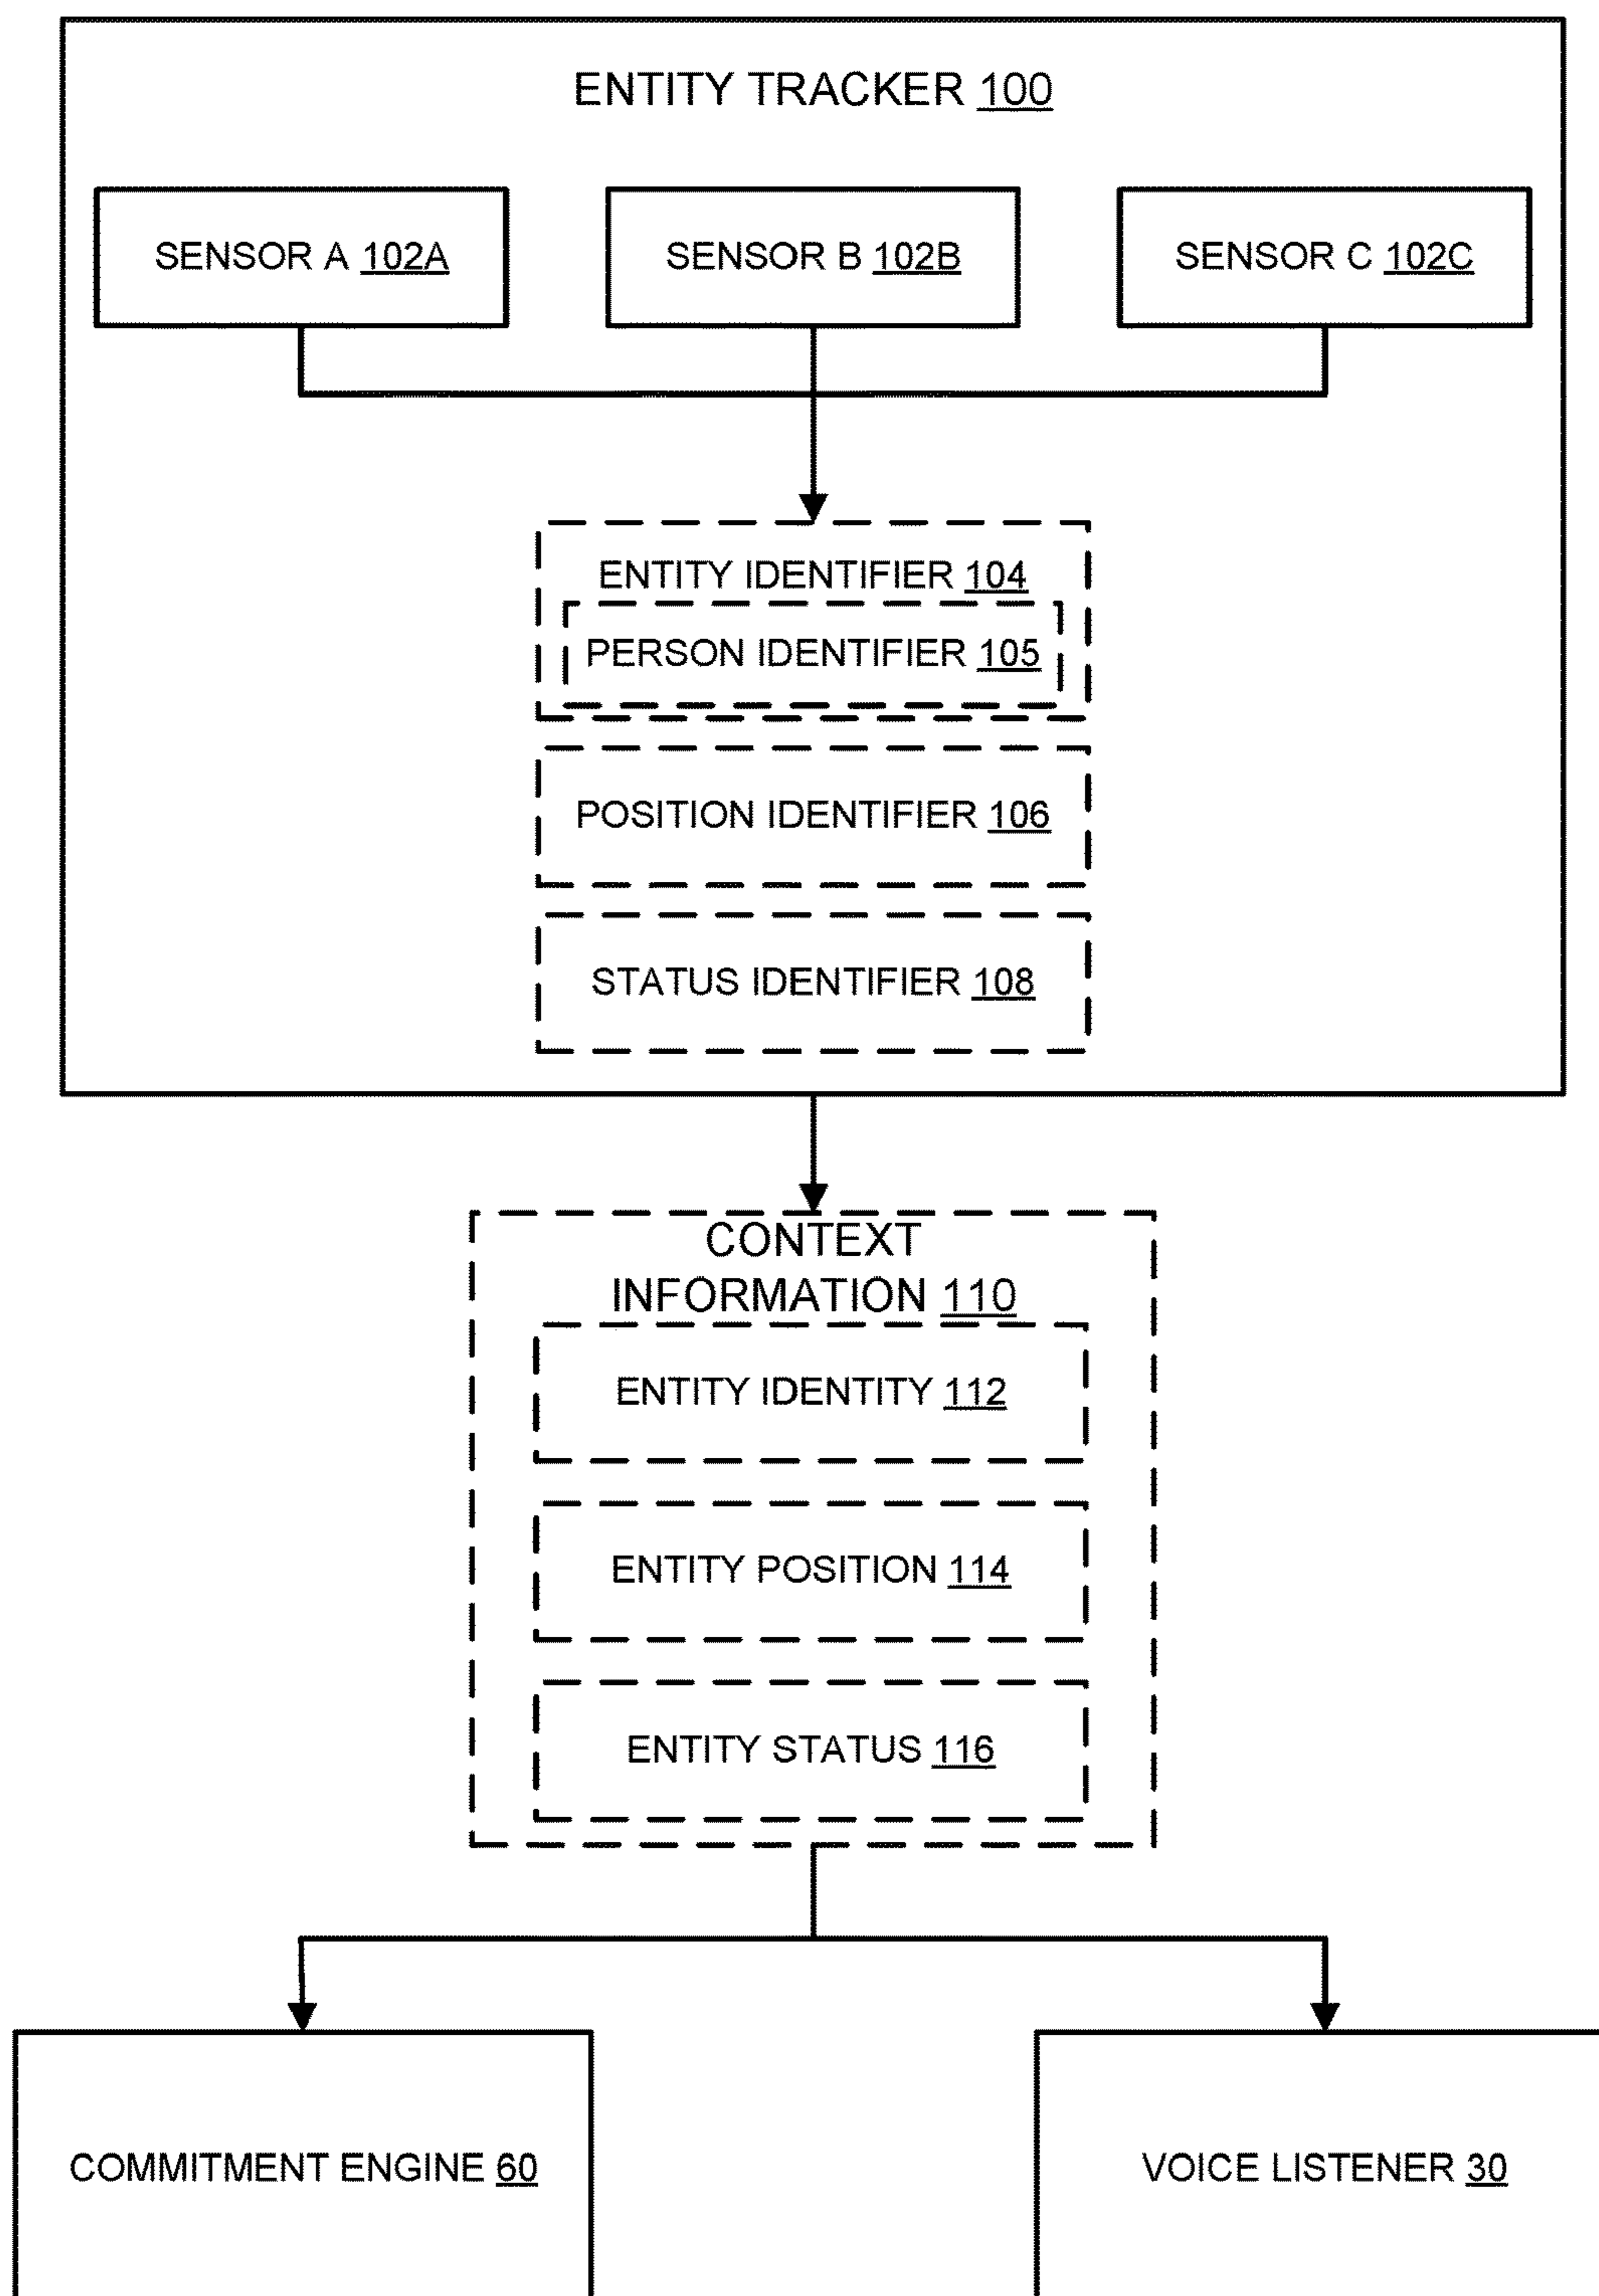 ENTITY TRACKER 100
SENSOR A 102A
SENSOR B 102B
SENSOR C 102C
ENTITY IDENTIFIER 104
PERSON IDENTIFIER 105
POSITION IDENTIFIER 106
STATUS IDENTIFIER 108
CONTEXT
INFORMATION 110
ENTITY IDENTITY 112
ENTITY POSITION 114
ENTITY STATUS 116
COMMITMENT ENGINE 60
VOICE LISTENER 30